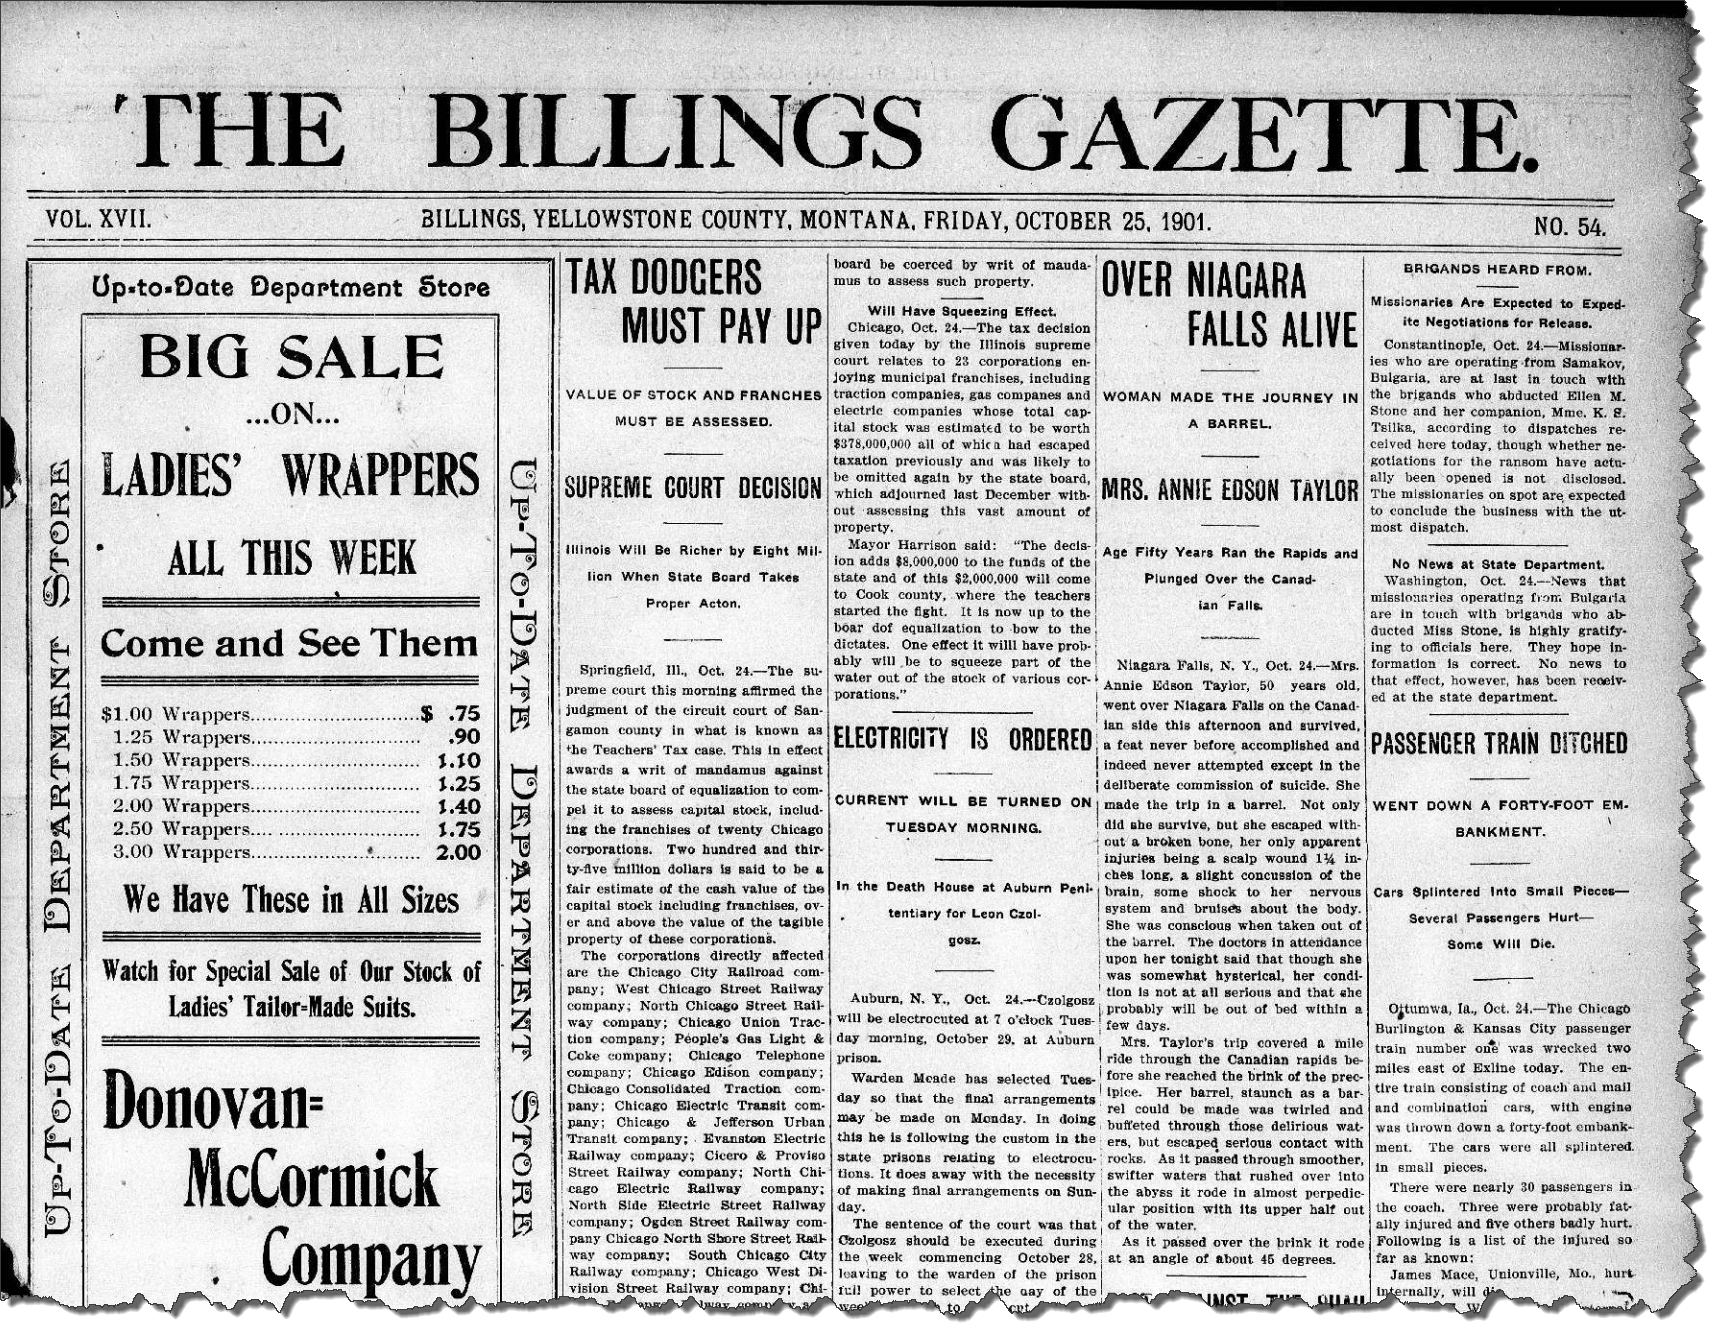 THE BILLINGS GAZETTE.
VOL. XVII.
BILLINGS, YELLOWSTONE COUNTY, MONTANA, FRIDAY, OCTOBER 25, 1901.
NO. 54.
UP-TO-DATE DEPARTMENT STORE
Up-to-Date Department Store
BIG SALE
...ON...
LADIES' WRAPPERS
ALL THIS WEEK
Come and See Them
$1.00 Wrappers..............................$ .75
1.25 Wrappers.............................. .90
1.50 Wrappers.............................. 1.10
1.75 Wrappers.............................. 1.25
2.00 Wrappers.............................. 1.40
2.50 Wrappers.... ......................... 1.75
3.00 Wrappers.............................. 2.00
We Have These in All Sizes
Watch for Special Sale of Our Stock of
Ladies' Tailor=Made Suits.
Donovan=
McCormick
Company
UP-TO-DATE DEPARTMENT STORE
TAX DODGERS
MUST PAY UP
VALUE OF STOCK AND FRANCHES
MUST BE ASSESSED.
SUPREME COURT DECISION
Illinois Will Be Richer by Eight Mil-
lion When State Board Takes
Proper Acton.
Springfield, Ill., Oct. 24.—The su-
preme court this morning affirmed the
judgment of the circuit court of San-
gamon county in what is known as
the Teachers' Tax case. This in effect
awards a writ of mandamus against
the state board of equalization to com-
pel it to assess capital stock, includ-
ing the franchises of twenty Chicago
corporations. Two hundred and thir-
ty-five million dollars is said to be a
fair estimate of the cash value of the
capital stock including franchises, ov-
er and above the value of the tagible
property of these corporations.
The corporations directly affected
are the Chicago City Railroad com-
pany; West Chicago Street Railway
company; North Chicago Street Rail-
way company; Chicago Union Trac-
tion company; People's Gas Light &
Coke company; Chicago Telephone
company; Chicago Edison company;
Chicago Consolidated Traction com-
pany; Chicago Electric Transit com-
pany; Chicago & Jefferson Urban
Transit company; Evanston Electric
Railway company; Cicero & Proviso
Street Railway company; North Chi-
cago Electric Railway company;
North Side Electric Street Railway
company; Ogden Street Railway com-
pany Chicago North Shore Street Rail-
way company; South Chicago City
Railway company; Chicago West Di-
vision Street Railway company; Chi-
board be coerced by writ of manda-
mus to assess such property.
Will Have Squeezing Effect.
Chicago, Oct. 24.—The tax decision
given today by the Illinois supreme
court relates to 23 corporations en-
joying municipal franchises, including
traction companies, gas companes and
electric companies whose total cap-
ital stock was estimated to be worth
$378,000,000 all of which had escaped
taxation previously and was likely to
be omitted again by the state board,
which adjourned last December with-
out assessing this vast amount of
property.
Mayor Harrison said: "The decis-
ion adds $8,000,000 to the funds of the
state and of this $2,000,000 will come
to Cook county, where the teachers
started the fight. It is now up to the
boar dof equalization to bow to the
dictates. One effect it willl have prob-
ably will be to squeeze part of the
water out of the stock of various cor-
porations."
ELECTRICITY IS ORDERED
CURRENT WILL BE TURNED ON
TUESDAY MORNING.
In the Death House at Auburn Peni-
tentiary for Leon Czol-
gosz.
Auburn, N. Y., Oct. 24.—Czolgosz
will be electrocuted at 7 o'clock Tues-
day morning, October 29, at Auburn
prison.
Warden Meade has selected Tues-
day so that the final arrangements
may be made on Monday. In doing
this he is following the custom in the
state prisons relating to electrocu-
tions. It does away with the necessity
of making final arrangements on Sun-
day.
The sentence of the court was that
Czolgosz should be executed during
the week commencing October 28,
leaving to the warden of the prison
full power to select the day of the
OVER NIAGARA
FALLS ALIVE
WOMAN MADE THE JOURNEY IN
A BARREL.
MRS. ANNIE EDSON TAYLOR
Age Fifty Years Ran the Rapids and
Plunged Over the Canad-
ian Falls.
Niagara Falls, N. Y., Oct. 24.—Mrs.
Annie Edson Taylor, 50 years old,
went over Niagara Falls on the Canad-
ian side this afternoon and survived,
a feat never before accomplished and
indeed never attempted except in the
deliberate commission of suicide. She
made the trip in a barrel. Not only
did she survive, but she escaped with-
out a broken bone, her only apparent
injuries being a scalp wound 1¼ in-
ches long, a slight concussion of the
brain, some shock to her nervous
system and bruises about the body.
She was conscious when taken out of
the barrel. The doctors in attendance
upon her tonight said that though she
was somewhat hysterical, her condi-
tion is not at all serious and that she
probably will be out of bed within a
few days.
Mrs. Taylor's trip covered a mile
ride through the Canadian rapids be-
fore she reached the brink of the prec-
ipice. Her barrel, staunch as a bar-
rel could be made was twirled and
buffeted through those delirious wat-
ers, but escaped serious contact with
rocks. As it passed through smoother,
swifter waters that rushed over into
the abyss it rode in almost perpedic-
ular position with its upper half out
of the water.
As it passed over the brink it rode
at an angle of about 45 degrees.
BRIGANDS HEARD FROM.
Missionaries Are Expected to Exped-
ite Negotiations for Release.
Constantinople, Oct. 24.—Missionar-
ies who are operating from Samakov,
Bulgaria, are at last in touch with
the brigands who abducted Ellen M.
Stone and her companion, Mme. K. S.
Tsilka, according to dispatches re-
ceived here today, though whether ne-
gotiations for the ransom have actu-
ally been opened is not disclosed.
The missionaries on spot are expected
to conclude the business with the ut-
most dispatch.
No News at State Department.
Washington, Oct. 24.—News that
missionaries operating from Bulgaria
are in touch with brigands who ab-
ducted Miss Stone, is highly gratify-
ing to officials here. They hope in-
formation is correct. No news to
that effect, however, has been receiv-
ed at the state department.
PASSENGER TRAIN DITCHED
WENT DOWN A FORTY-FOOT EM-
BANKMENT.
Cars Splintered Into Small Pieces—
Several Passengers Hurt—
Some Will Die.
Ottumwa, Ia., Oct. 24.—The Chicago
Burlington & Kansas City passenger
train number one was wrecked two
miles east of Exline today. The en-
tire train consisting of coach and mail
and combination cars, with engine
was thrown down a forty-foot embank-
ment. The cars were all splintered
in small pieces.
There were nearly 30 passengers in
the coach. Three were probably fat-
ally injured and five others badly hurt.
Following is a list of the injured so
far as known:
James Mace, Unionville, Mo., hurt
internally, will